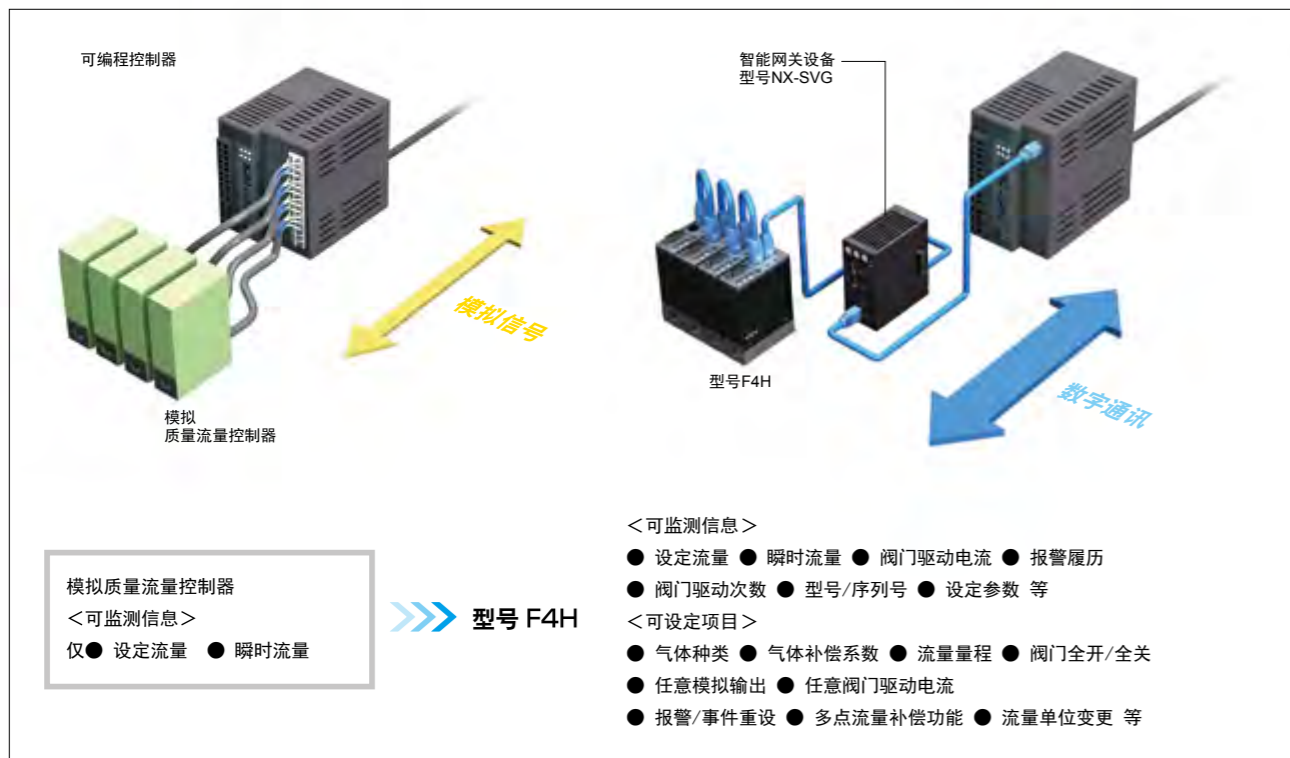 可编程控制器
模拟信号
模拟
质量流量控制器
智能网关设备
型号NX-SVG
型号F4H
数字通讯
模拟质量流量控制器
＜可监测信息＞
仅● 设定流量 ● 瞬时流量
型号 F4H
＜可监测信息＞
● 设定流量 ● 瞬时流量 ● 阀门驱动电流 ● 报警履历
● 阀门驱动次数 ● 型号/序列号 ● 设定参数 等
＜可设定项目＞
● 气体种类 ● 气体补偿系数 ● 流量量程 ● 阀门全开/全关
● 任意模拟输出 ● 任意阀门驱动电流
● 报警/事件重设 ● 多点流量补偿功能 ● 流量单位变更 等